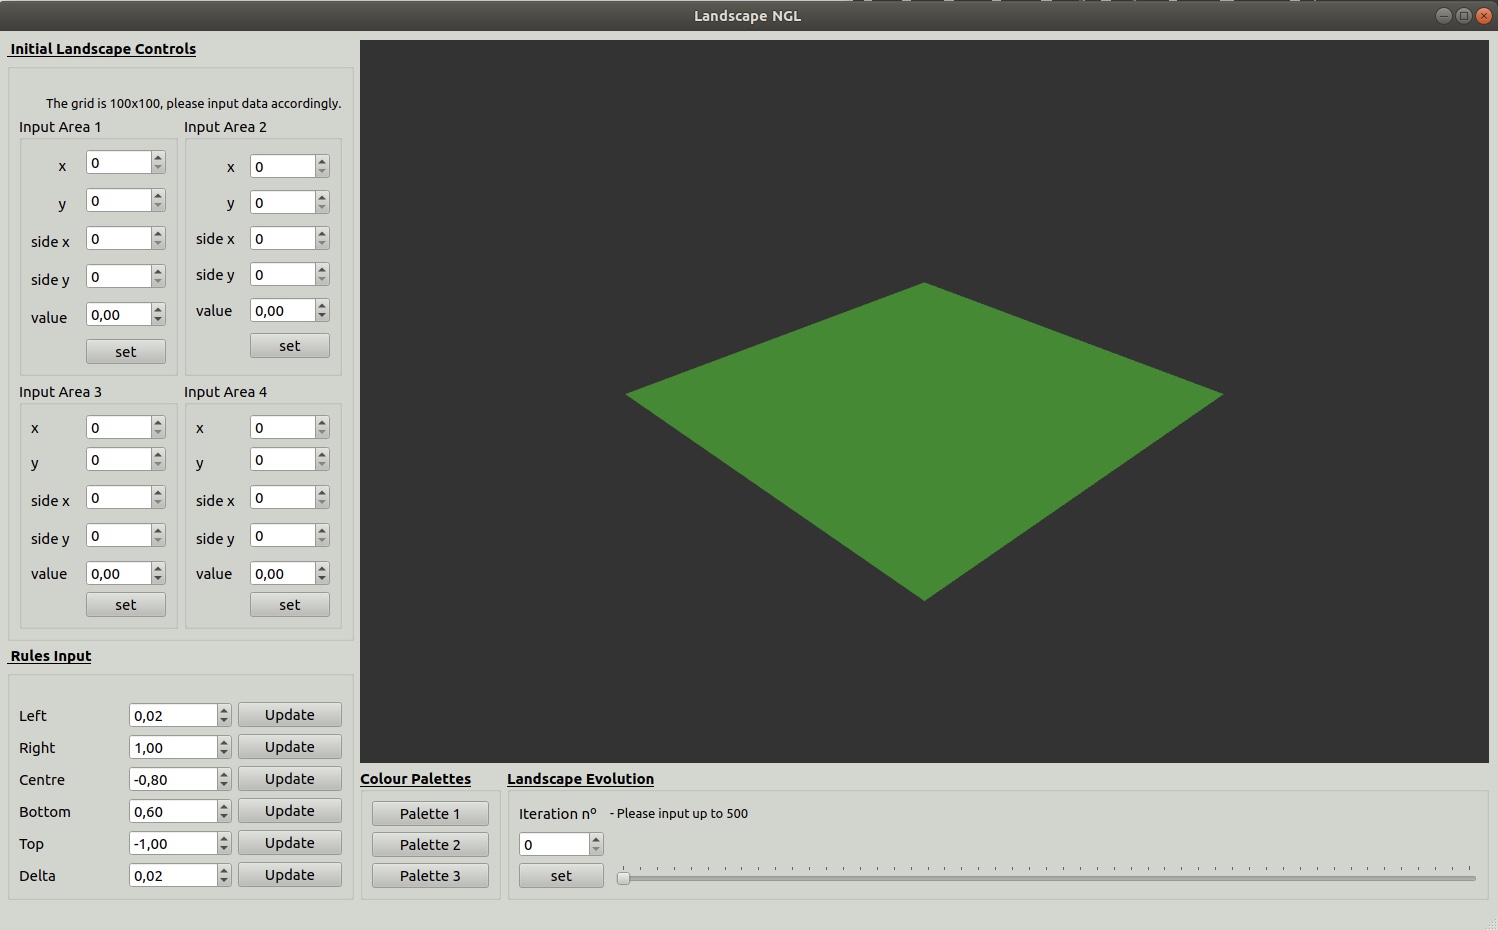 Landscape NGL
Initial Landscape Controls
The grid is 100x100, please input data accordingly.
Input Area 1
x 0
y 0
side x 0
side y 0
value 0,00
set
Input Area 2
x 0
y 0
side x 0
side y 0
value 0,00
set
Input Area 3
x 0
y 0
side x 0
side y 0
value 0,00
set
Input Area 4
x 0
y 0
side x 0
side y 0
value 0,00
set
Rules Input
Left 0,02 Update
Right 1,00 Update
Centre -0,80 Update
Bottom 0,60 Update
Top -1,00 Update
Delta 0,02 Update
Colour Palettes
Palette 1
Palette 2
Palette 3
Landscape Evolution
Iteration nº - Please input up to 500
0
set